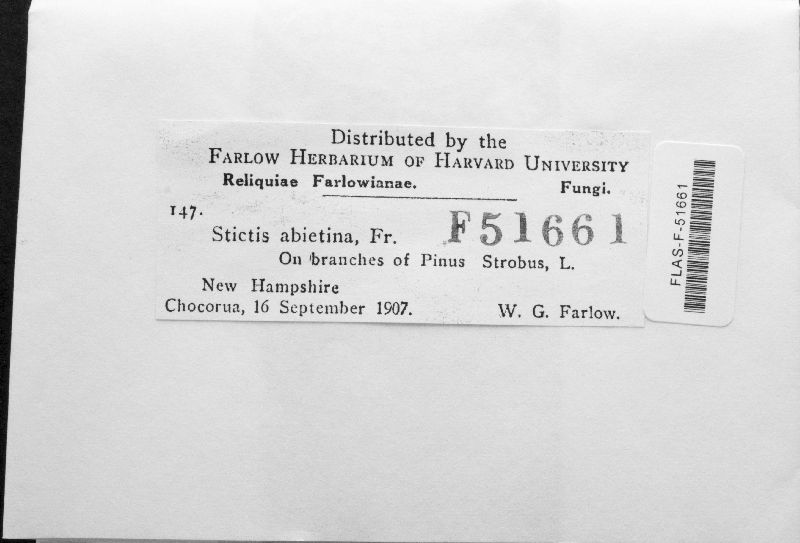 Distributed by the
FARLOW HERBARIUM OF HARVARD UNIVERSITY
Reliquiae Farlowianae. Fungi.
147.
Stictis abietina, Fr. F51661
On branches of Pinus Strobus, L.
New Hampshire
Chocorua, 16 September 1907. W. G. Farlow.
FLAS-F-51661